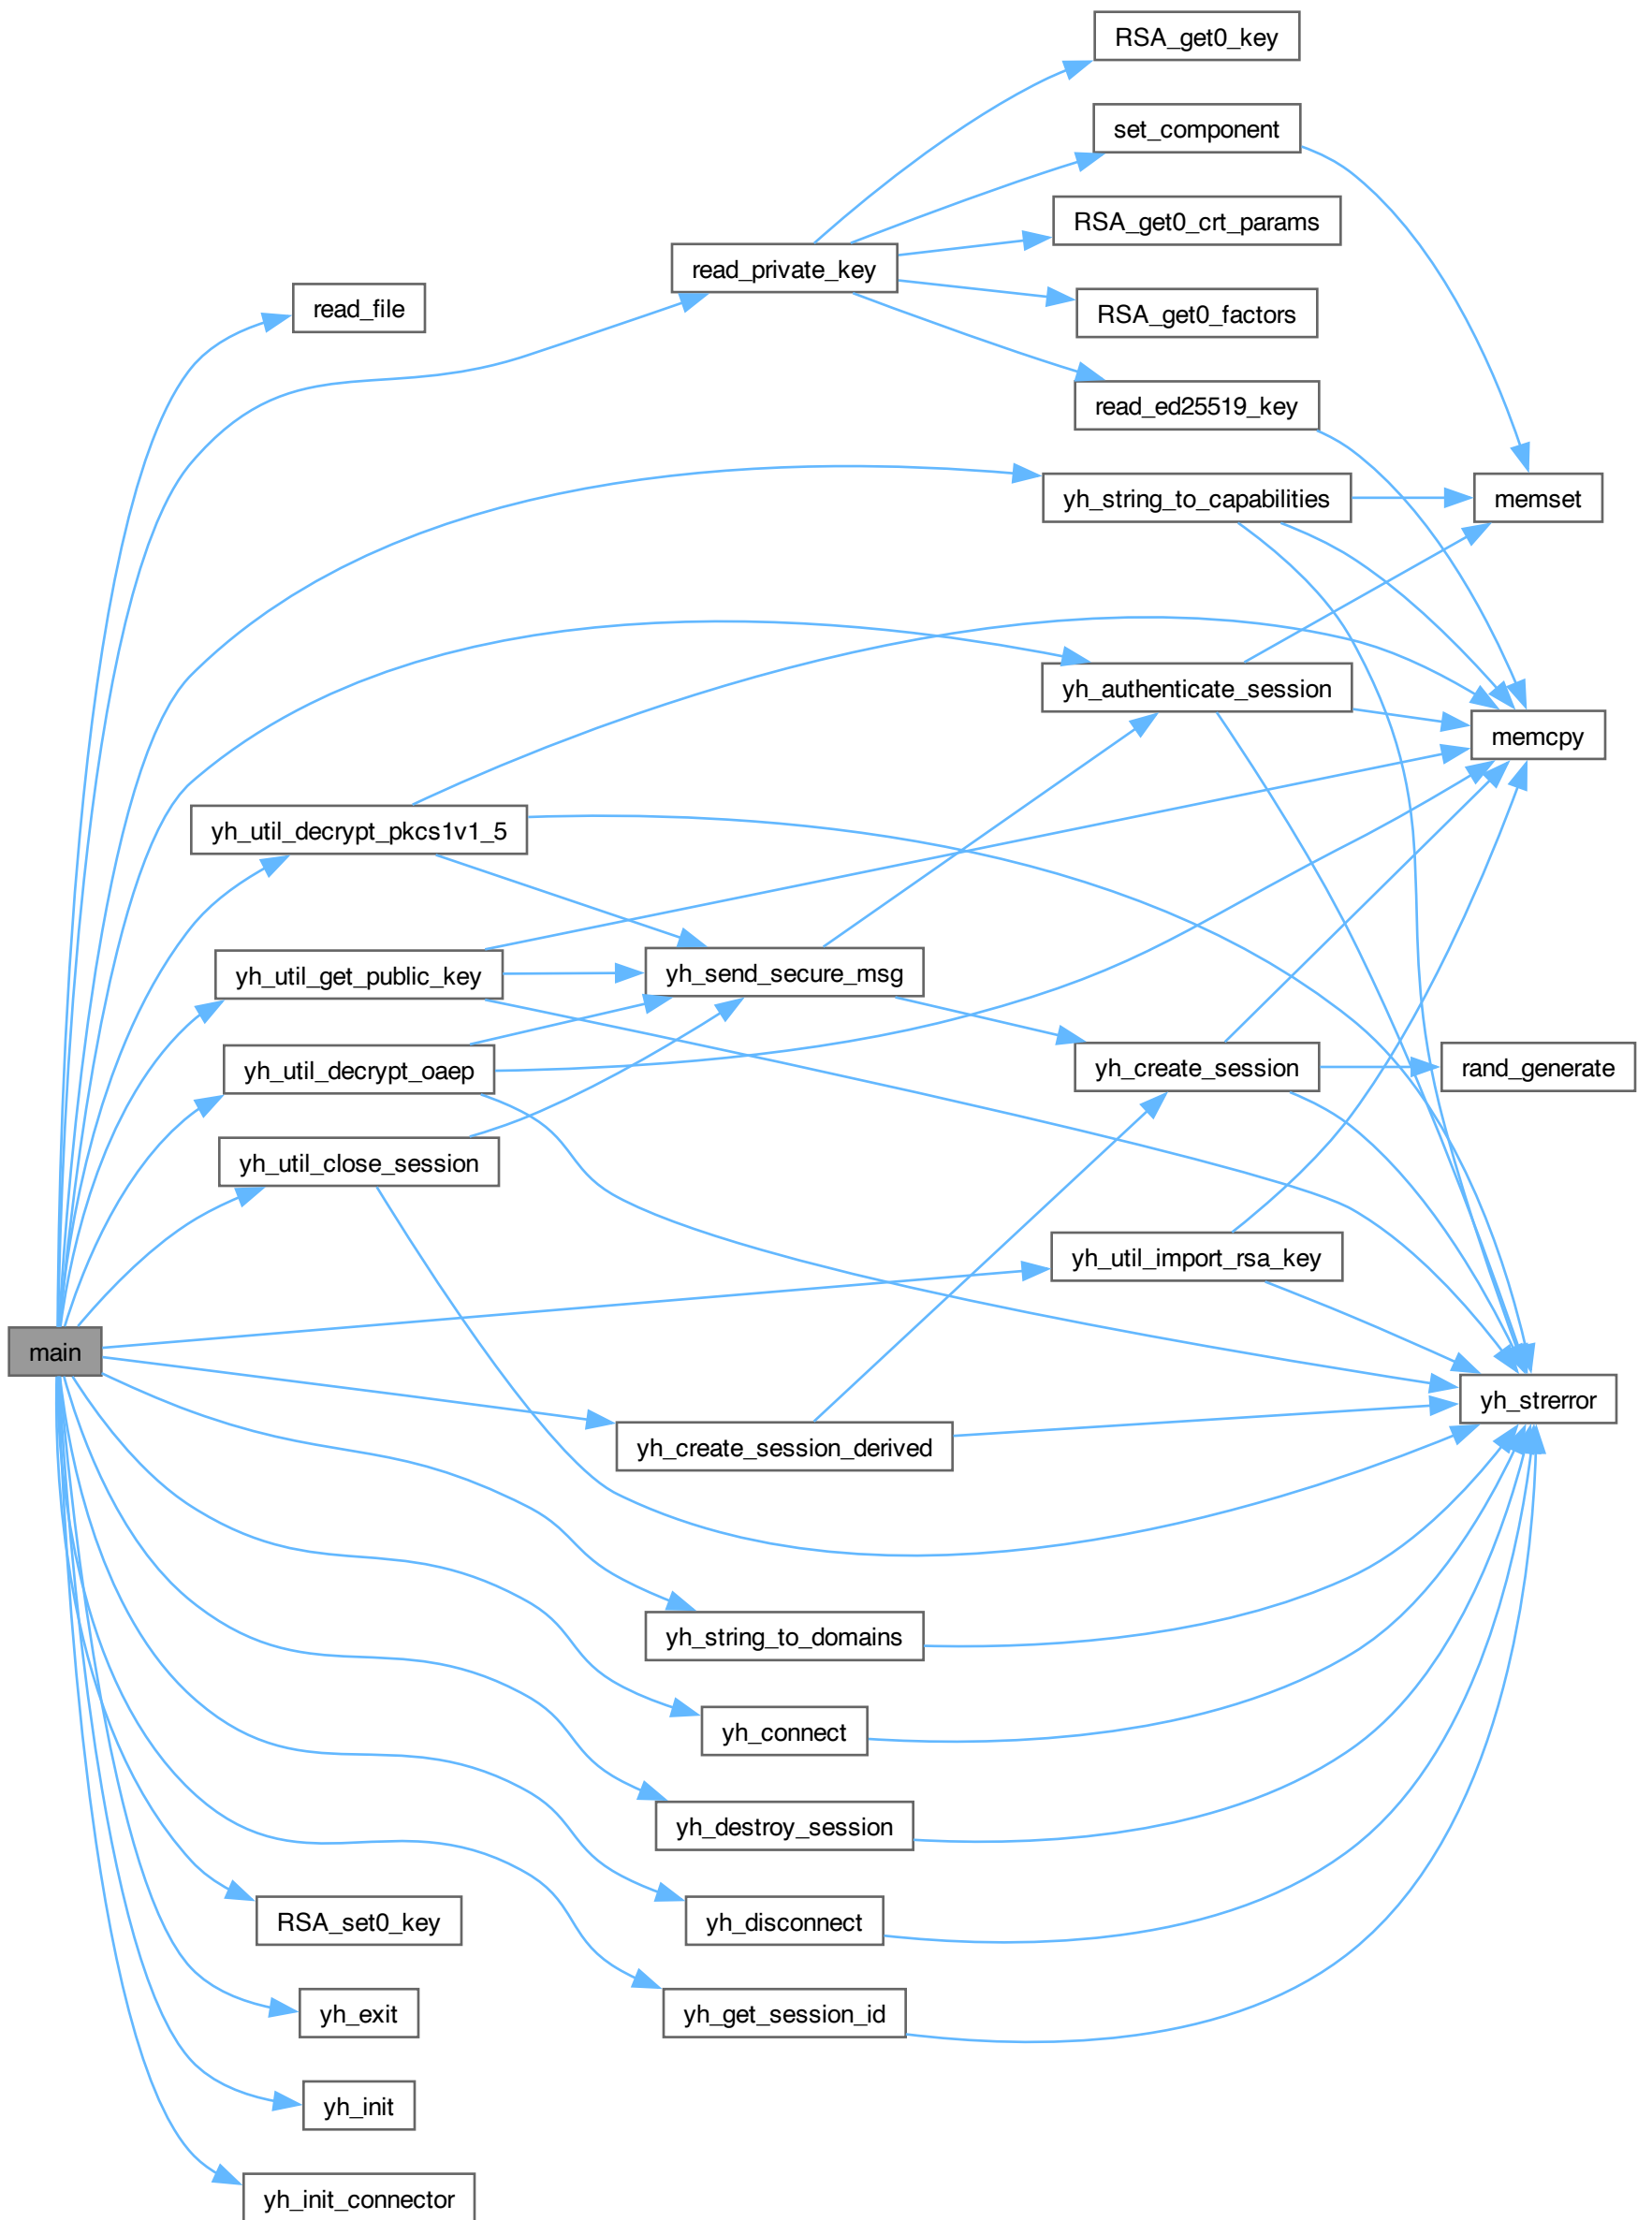 RSA_get0_key
set_component
RSA_get0_crt_params
read_private_key
read_file
RSA_get0_factors
read_ed25519_key
yh_string_to_capabilities
memset
yh_authenticate_session
memcpy
yh_util_decrypt_pkcs1v1_5
yh_util_get_public_key
yh_send_secure_msg
yh_util_decrypt_oaep
yh_create_session
rand_generate
yh_util_close_session
yh_util_import_rsa_key
main
yh_strerror
yh_create_session_derived
yh_string_to_domains
yh_connect
yh_destroy_session
RSA_set0_key
yh_disconnect
yh_exit
yh_get_session_id
yh_init
yh_init_connector